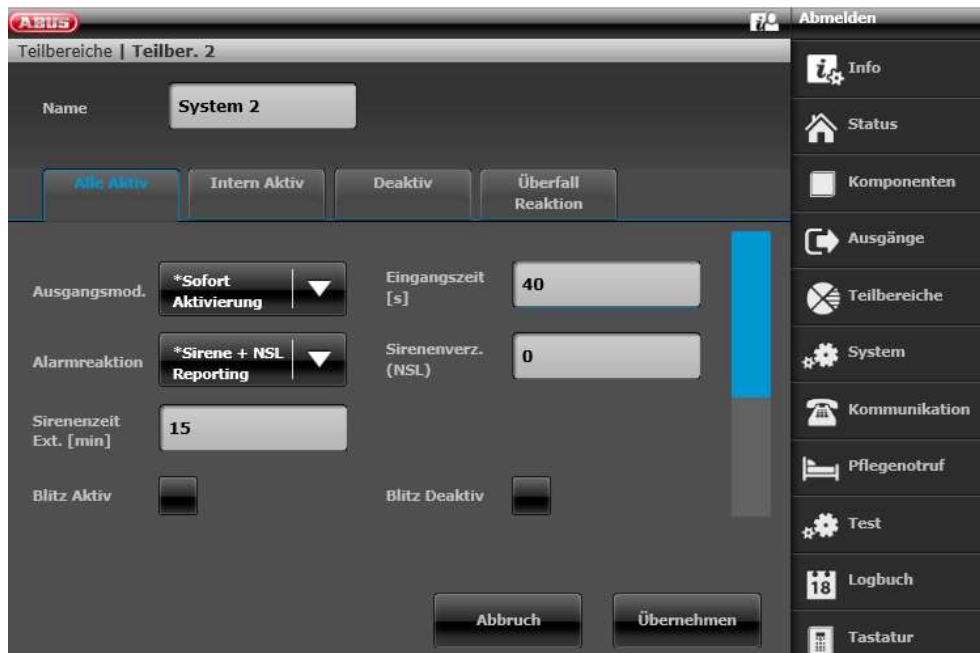 ABUS
Teilbereiche | Teilber. 2
Name
System 2
Alle Aktiv
Intern Aktiv
Deaktiv
Überfall
Reaktion
Ausgangsmod.
*Sofort
Aktivierung
Eingangszeit
[s]
40
Alarmreaktion
*Sirene + NSL
Reporting
Sirenenverz.
(NSL)
0
Sirenenzeit
Ext. [min]
15
Blitz Aktiv
Blitz Deaktiv
Abbruch
Übernehmen
Abmelden
Info
Status
Komponenten
Ausgänge
Teilbereiche
System
Kommunikation
Pflegenotruf
Test
18
Logbuch
Tastatur